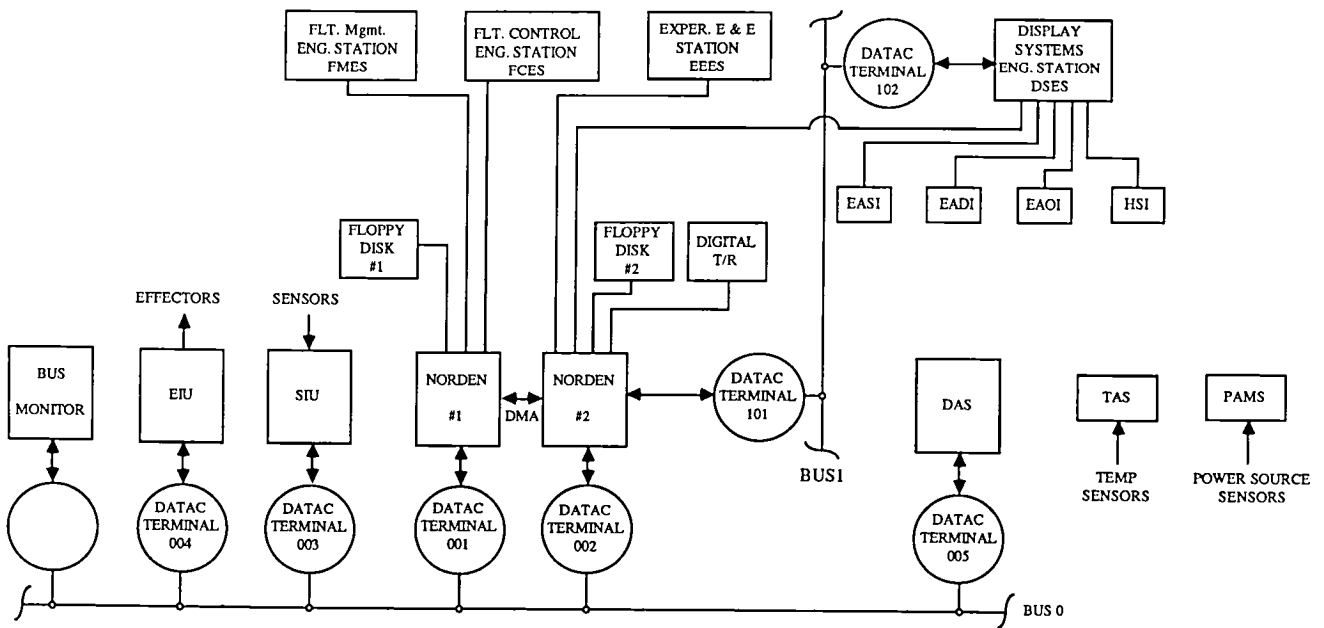 FLT. Mgmt.
ENG. STATION
FMES
FLT. CONTROL
ENG. STATION
FCES
EXPER. E & E
STATION
EEES
DATAC
TERMINAL
102
DISPLAY
SYSTEMS
ENG. STATION
DSES
EASI
EADI
EAOI
HSI
FLOPPY
DISK
#1
FLOPPY
DISK
#2
DIGITAL
T/R
EFFECTORS
SENSORS
BUS
MONITOR
EIU
SIU
NORDEN
#1
DMA
NORDEN
#2
DATAC
TERMINAL
101
BUS1
DAS
TAS
PAMS
TEMP
SENSORS
POWER SOURCE
SENSORS
DATAC
TERMINAL
004
DATAC
TERMINAL
003
DATAC
TERMINAL
001
DATAC
TERMINAL
002
DATAC
TERMINAL
005
BUS 0